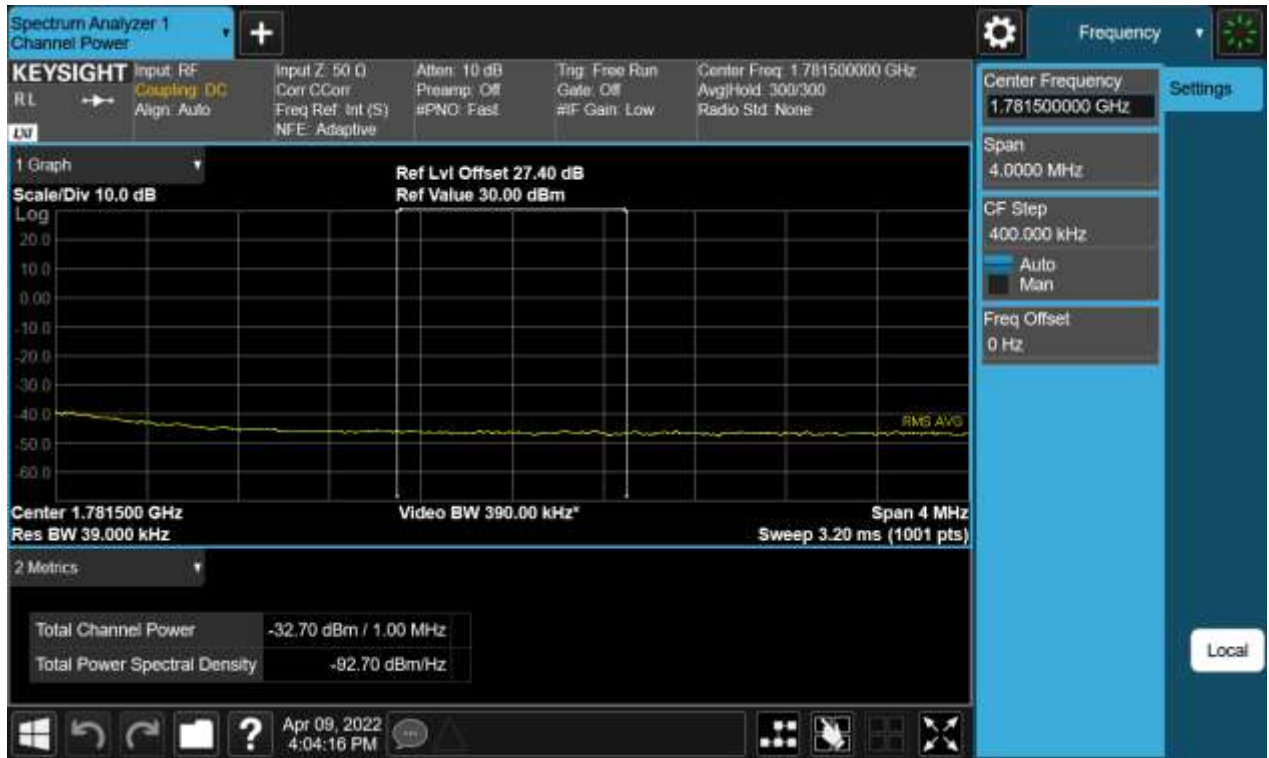 Spectrum Analyzer 1
Channel Power
+
Frequency
KEYSIGHT
RL
LXI
Input: RF
Coupling: DC
Align: Auto
Input Z: 50 Ω
Corr CCorr
Freq Ref: Int (S)
NFE: Adaptive
Atten: 10 dB
Preamp: Off
#PNO: Fast
Trig: Free Run
Gate: Off
#IF Gain: Low
Center Freq: 1.781500000 GHz
Avg|Hold: 300/300
Radio Std: None
1 Graph
Scale/Div 10.0 dB
Ref Lvl Offset 27.40 dB
Ref Value 30.00 dBm
Log
20.0
10.0
0.00
-10.0
-20.0
-30.0
-40.0
-50.0
-60.0
RMS AVG
Center 1.781500 GHz
Video BW 390.00 kHz*
Span 4 MHz
Res BW 39.000 kHz
Sweep 3.20 ms (1001 pts)
2 Metrics
Total Channel Power -32.70 dBm / 1.00 MHz
Total Power Spectral Density -92.70 dBm/Hz
Center Frequency
1.781500000 GHz
Settings
Span
4.0000 MHz
CF Step
400.000 kHz
Auto
Man
Freq Offset
0 Hz
Local
?
Apr 09, 2022
4:04:16 PM